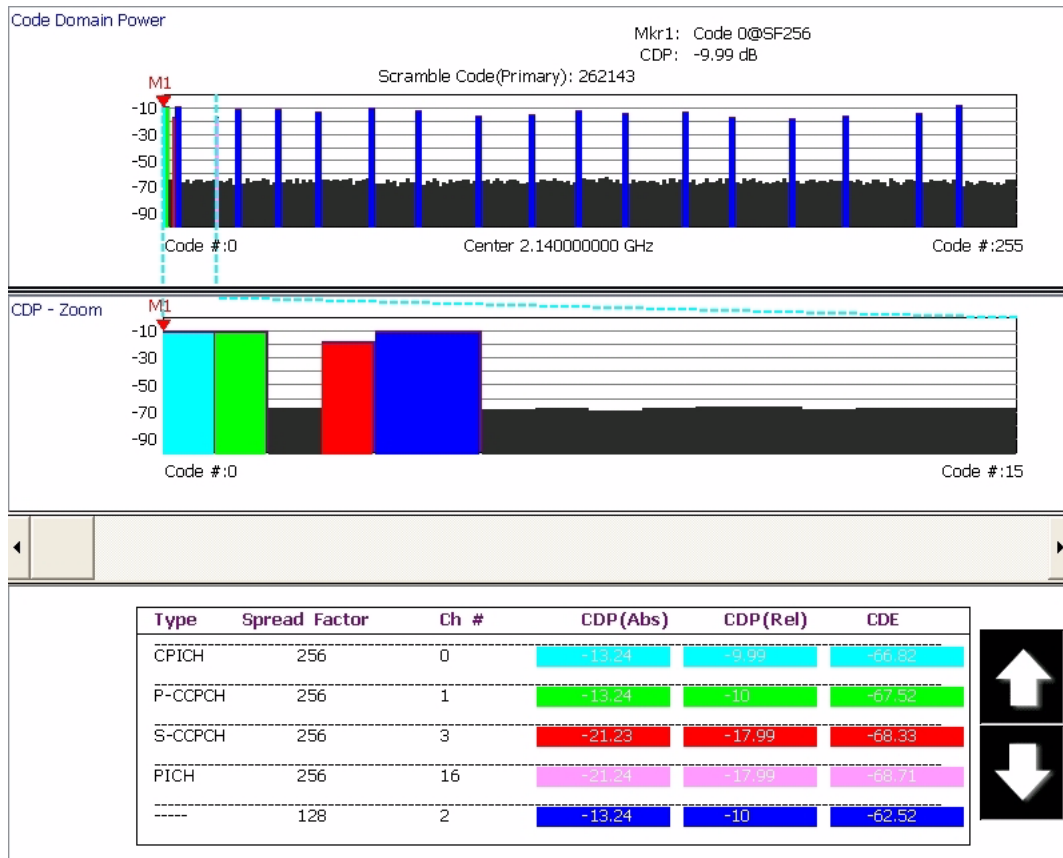 Code Domain Power
Mkr1: Code 0@SF256
CDP: -9.99 dB
Scramble Code(Primary): 262143
M1
-10
-30
-50
-70
-90
Code #:0 Center 2.140000000 GHz Code #:255
CDP - Zoom
M1
-10
-30
-50
-70
-90
Code #:0 Code #:15
Type Spread Factor Ch # CDP(Abs) CDP(Rel) CDE
CPICH 256 0 -13.24 -9.99 -66.82
P-CCPCH 256 1 -13.24 -10 -67.52
S-CCPCH 256 3 -21.23 -17.99 -68.33
PICH 256 16 -21.24 -17.99 -68.71
----- 128 2 -13.24 -10 -62.52